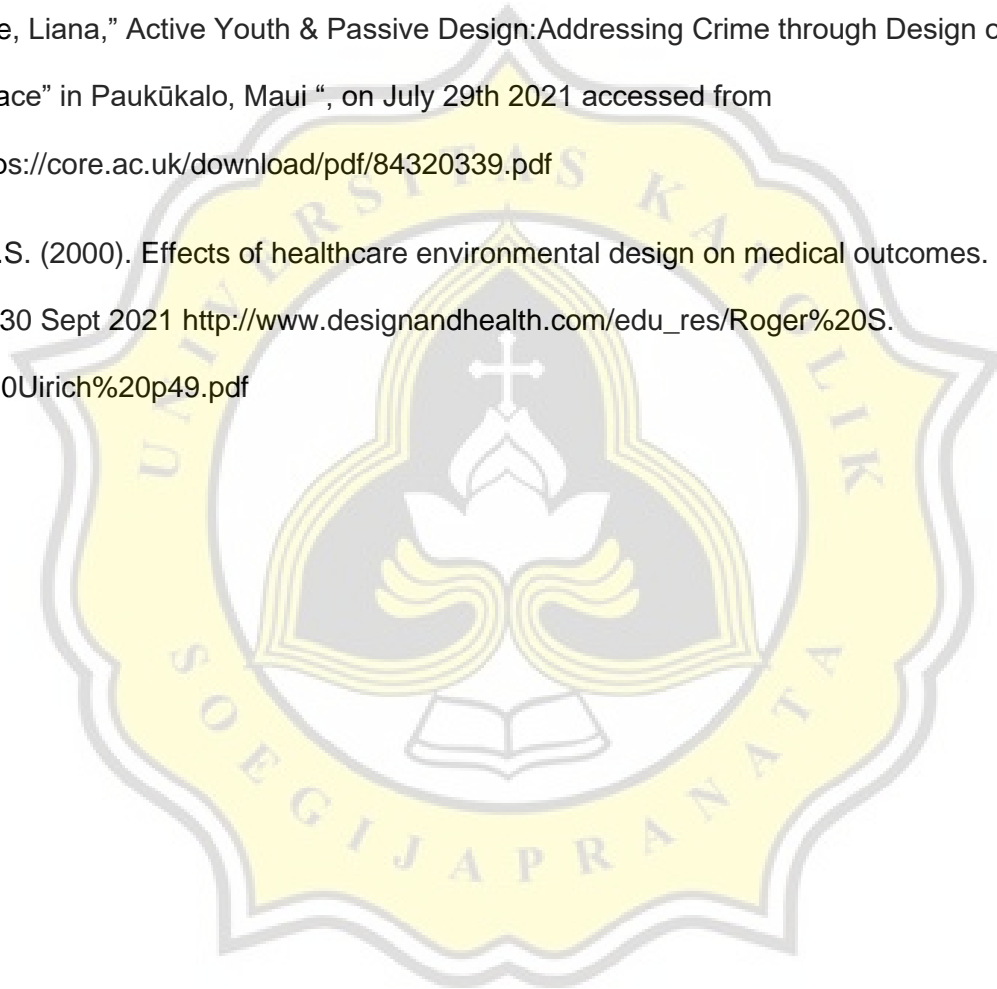 e, Liana,” Active Youth & Passive Design:Addressing Crime through Design o
ace” in Paukūkalo, Maui “, on July 29th 2021 accessed from
ps://core.ac.uk/download/pdf/84320339.pdf
.S. (2000). Effects of healthcare environmental design on medical outcomes.
30 Sept 2021 http://www.designandhealth.com/edu_res/Roger%20S.
0Uirich%20p49.pdf
UNIVERSITAS KATOLIK
SOEGIJAPRANATA